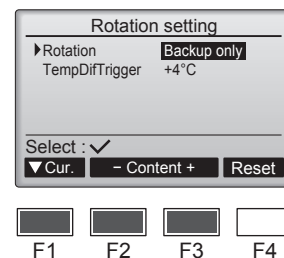 Rotation setting
Rotation Backup only
TempDifTrigger +4°C
Select :
▼Cur. − Content + Reset
F1 F2 F3 F4